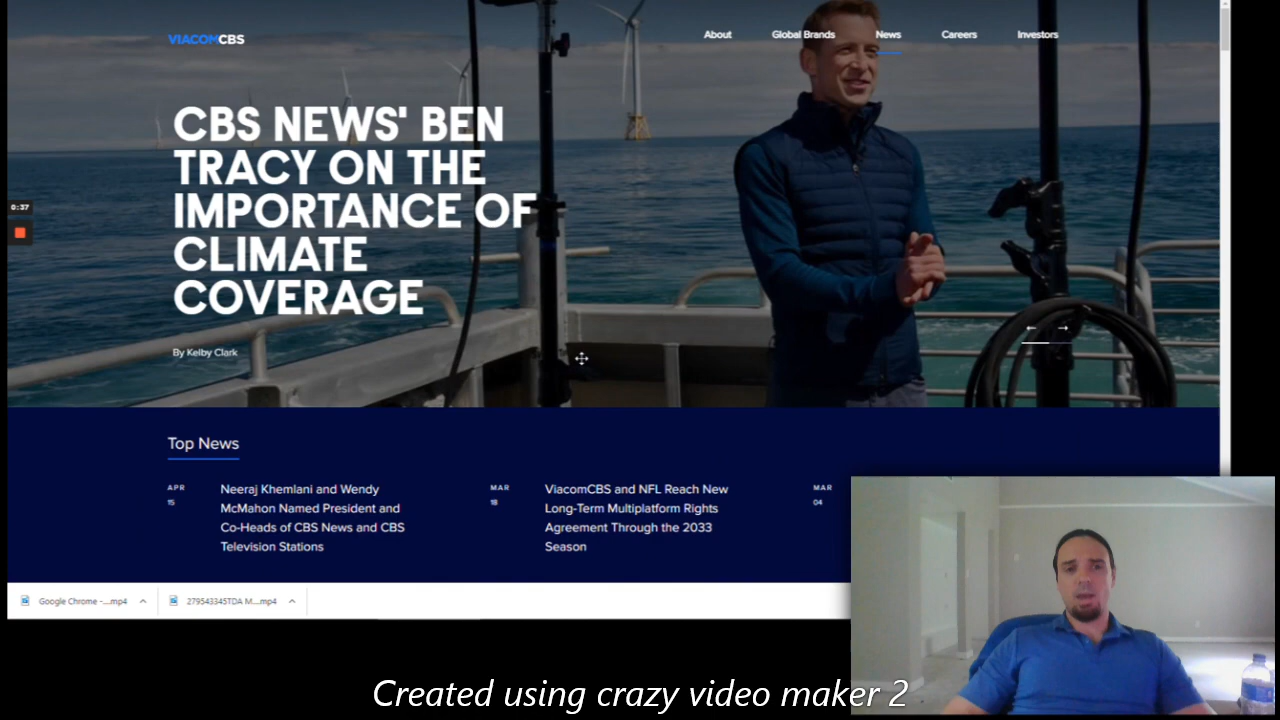 VIACOMCBS
About Global Brands News Careers Investors
CBS NEWS' BEN
TRACY ON THE
IMPORTANCE OF
CLIMATE
COVERAGE
0:37
By Kelby Clark
Top News
APR
15
Neeraj Khemlani and Wendy
McMahon Named President and
Co-Heads of CBS News and CBS
Television Stations
MAR
18
ViacomCBS and NFL Reach New
Long-Term Multiplatform Rights
Agreement Through the 2033
Season
MAR
04
Google Chrome -....mp4
279543345TDA M....mp4
Created using crazy video maker 2